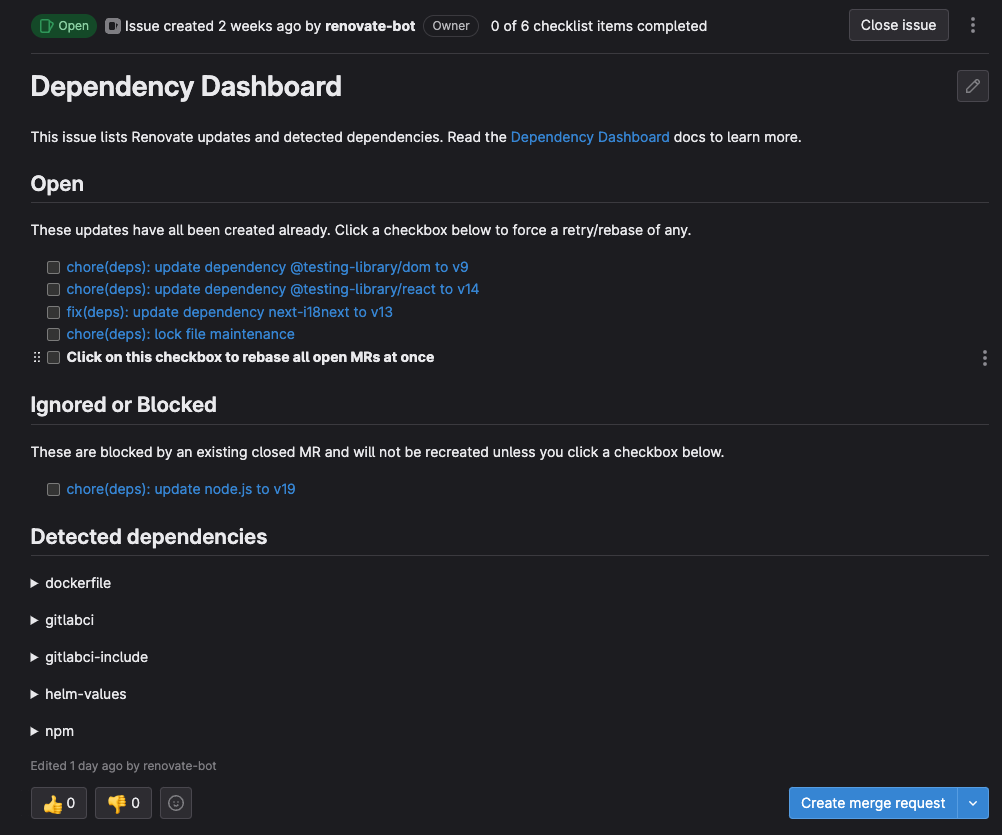 Open Issue created 2 weeks ago by renovate-bot Owner 0 of 6 checklist items completed Close issue
Dependency Dashboard
This issue lists Renovate updates and detected dependencies. Read the Dependency Dashboard docs to learn more.
Open
These updates have all been created already. Click a checkbox below to force a retry/rebase of any.
chore(deps): update dependency @testing-library/dom to v9
chore(deps): update dependency @testing-library/react to v14
fix(deps): update dependency next-i18next to v13
chore(deps): lock file maintenance
Click on this checkbox to rebase all open MRs at once
Ignored or Blocked
These are blocked by an existing closed MR and will not be recreated unless you click a checkbox below.
chore(deps): update node.js to v19
Detected dependencies
dockerfile
gitlabci
gitlabci-include
helm-values
npm
Edited 1 day ago by renovate-bot
👍 0 👎 0 Create merge request